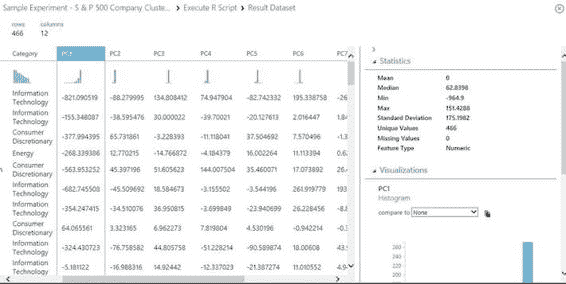 Sample Experiment - S & P 500 Company Cluste... > Execute R Script > Result Dataset
rows columns
466 12
Category PC1 PC2 PC3 PC4 PC5 PC6 PC7
Information Technology -821.090519 -88.279995 134.808412 74.947904 -82.742332 195.338758 -26
Information Technology -155.348087 -38.595476 30.000022 -39.70021 -20.127613 2.016447 1.84
Consumer Discretionary -377.994395 65.731861 -3.228393 -11.118041 37.504692 7.570496 -1.3
Energy -268.339386 12.770215 -14.766872 -4.184379 16.002264 11.113394 0.62
Consumer Discretionary -563.953252 45.397196 51.605623 144.007504 35.460071 17.073892 26.4
Information Technology -682.745508 -45.509692 18.584673 -3.155502 -3.544196 261.919779 193
Information Technology -354.247415 -34.510076 36.950815 -3.699849 -23.940699 26.228456 -8.8
Consumer Discretionary 64.065561 3.323165 6.962273 7.819804 4.530196 -0.942214 -0.3
Information Technology -324.430723 -76.758582 44.805758 -51.228214 -90.589874 18.00608 43.9
Information Technology -5.181122 -16.988316 14.92442 -12.337023 -21.387274 11.010552 4.9
Statistics
Mean 0
Median 62.8398
Min -964.9
Max 151.4288
Standard Deviation 175.1982
Unique Values 466
Missing Values 0
Feature Type Numeric
Visualizations
PC1
Histogram
compare to None
260
240
220
200